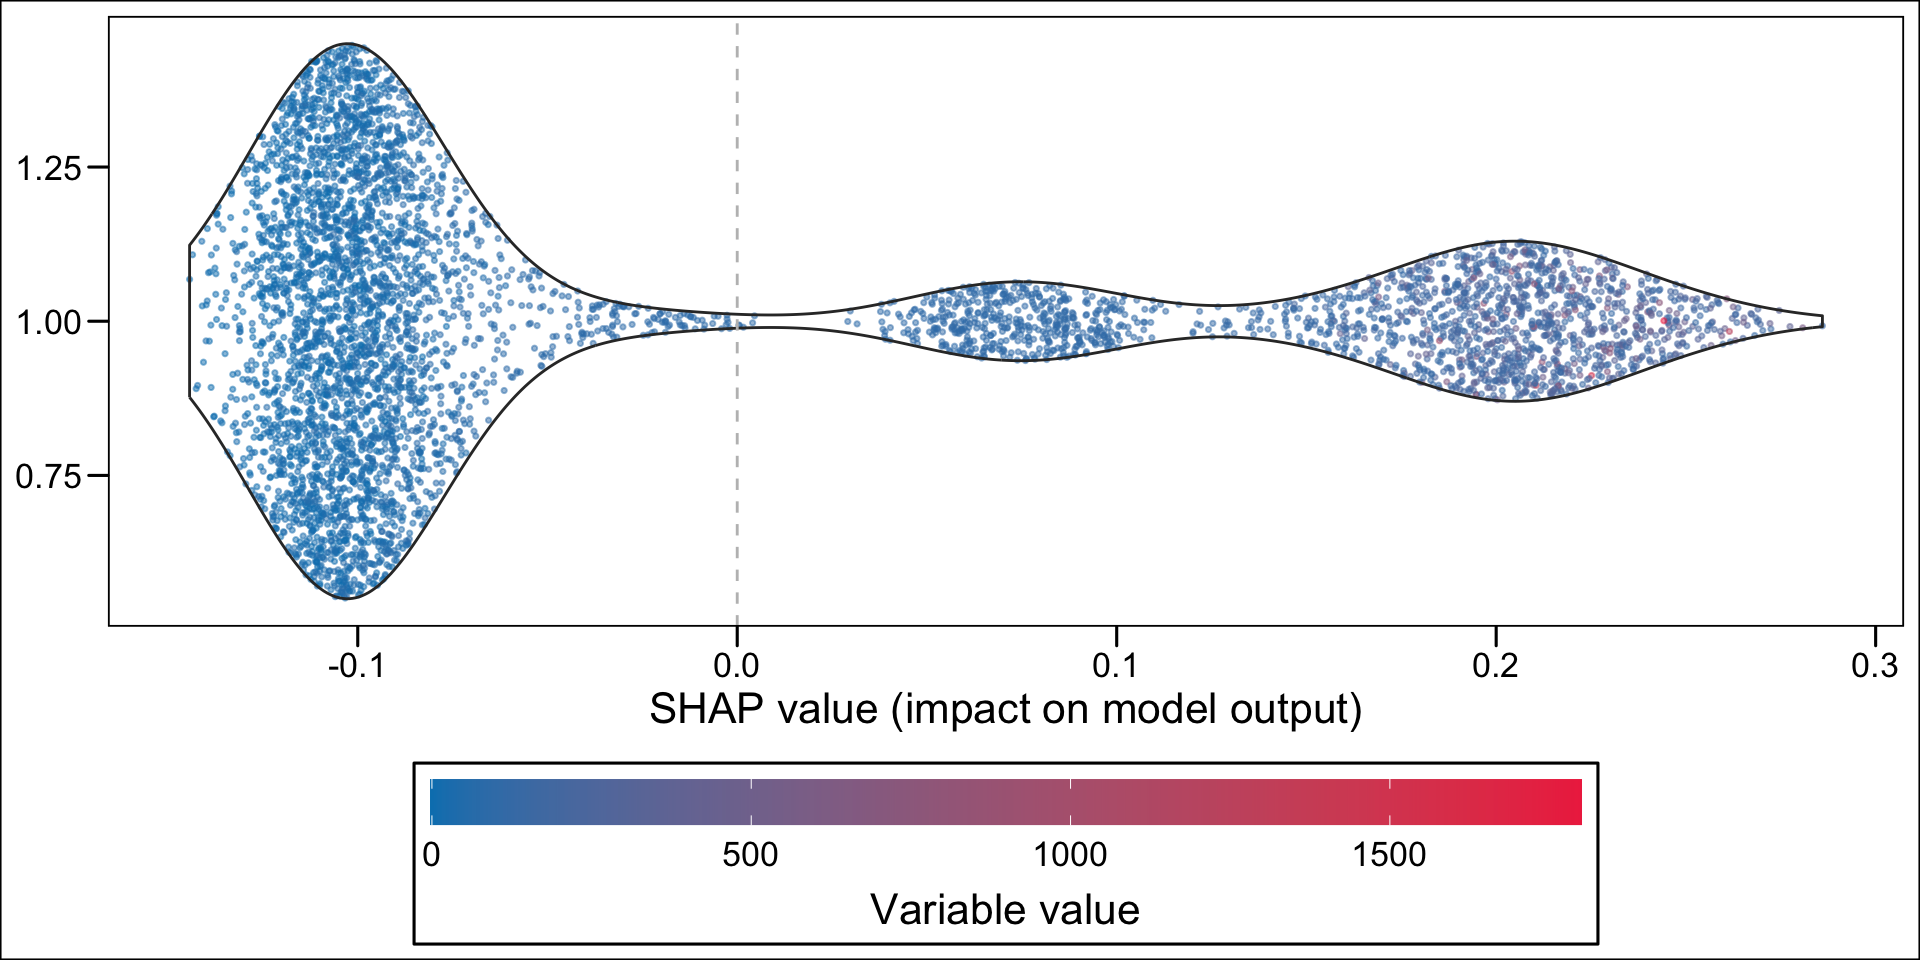 1.25
1.00
0.75
-0.1 0.0 0.1 0.2 0.3
SHAP value (impact on model output)
0 500 1000 1500
Variable value